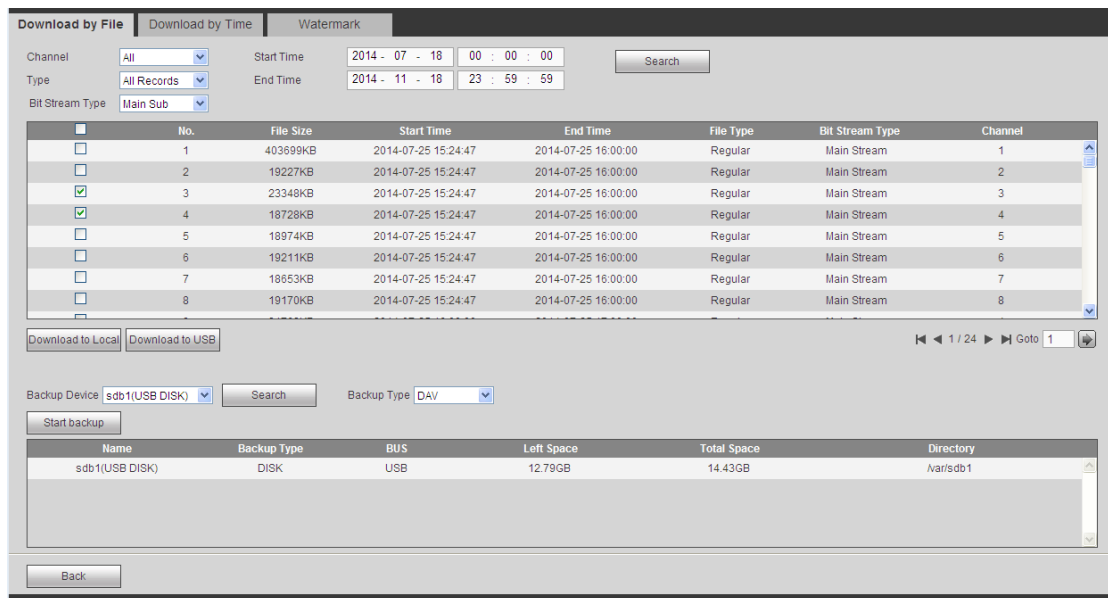 Download by File Download by Time Watermark
Channel All Start Time 2014 - 07 - 18 00 : 00 : 00 Search
Type All Records End Time 2014 - 11 - 18 23 : 59 : 59
Bit Stream Type Main Sub
No. File Size Start Time End Time File Type Bit Stream Type Channel
1 403699KB 2014-07-25 15:24:47 2014-07-25 16:00:00 Regular Main Stream 1
2 19227KB 2014-07-25 15:24:47 2014-07-25 16:00:00 Regular Main Stream 2
3 23348KB 2014-07-25 15:24:47 2014-07-25 16:00:00 Regular Main Stream 3
4 18728KB 2014-07-25 15:24:47 2014-07-25 16:00:00 Regular Main Stream 4
5 18974KB 2014-07-25 15:24:47 2014-07-25 16:00:00 Regular Main Stream 5
6 19211KB 2014-07-25 15:24:47 2014-07-25 16:00:00 Regular Main Stream 6
7 18653KB 2014-07-25 15:24:47 2014-07-25 16:00:00 Regular Main Stream 7
8 19170KB 2014-07-25 15:24:47 2014-07-25 16:00:00 Regular Main Stream 8
Download to Local Download to USB 1 / 24 Goto 1
Backup Device sdb1(USB DISK) Search Backup Type DAV
Start backup
Name Backup Type BUS Left Space Total Space Directory
sdb1(USB DISK) DISK USB 12.79GB 14.43GB /var/sdb1
Back